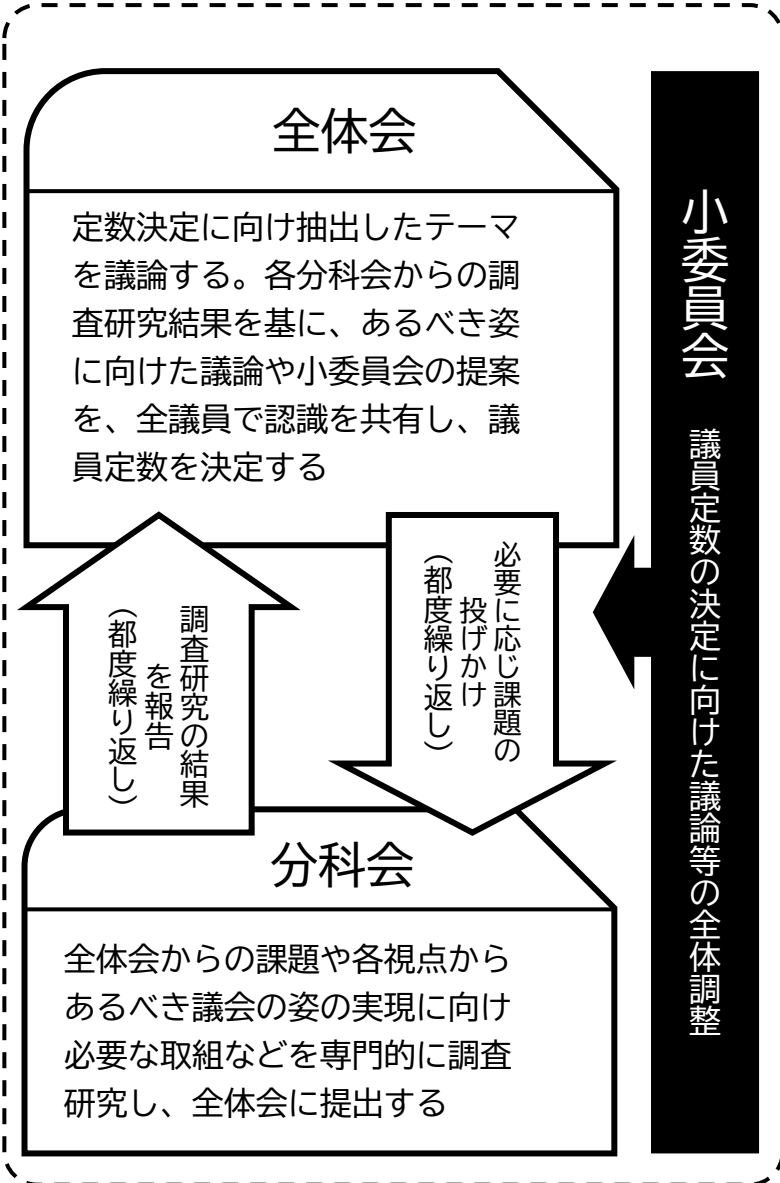 全体会
定数決定に向け抽出したテーマ
を議論する。各分科会からの調
査研究結果を基に、あるべき姿
に向けた議論や小委員会の提案
を、全議員で認識を共有し、議
員定数を決定する
調査研究の結果
を報告
（都度繰り返し）
必要に応じ課題の
投げかけ
（都度繰り返し）
分科会
全体会からの課題や各視点から
あるべき議会の姿の実現に向け
必要な取組などを専門的に調査
研究し、全体会に提出する
小委員会　議員定数の決定に向けた議論等の全体調整